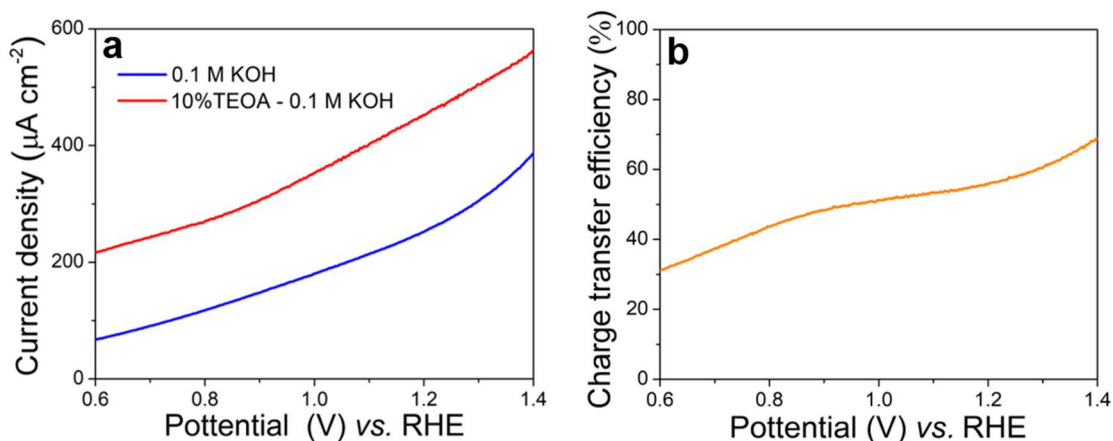 a
0.1 M KOH
10%TEOA - 0.1 M KOH
Current density (µA cm-2)
600
400
200
0
0.6 0.8 1.0 1.2 1.4
Pottential (V) vs. RHE
b
Charge transfer efficiency (%)
100
80
60
40
20
0
0.6 0.8 1.0 1.2 1.4
Pottential (V) vs. RHE